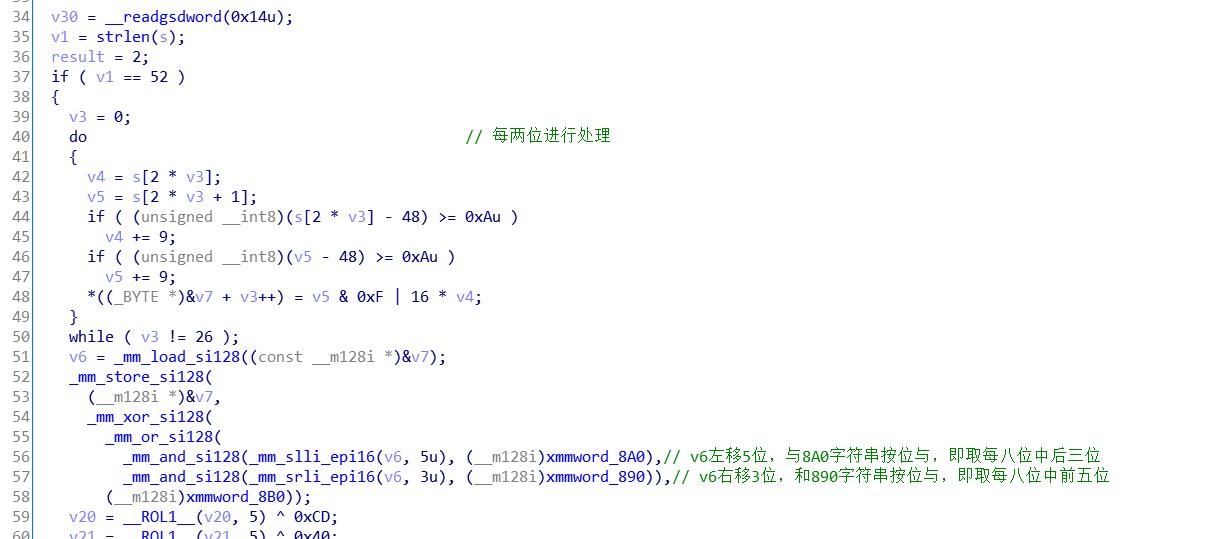 34 v30 = __readgsdword(0x14u);
35 v1 = strlen(s);
36 result = 2;
37 if ( v1 == 52 )
38 {
39 v3 = 0;
40 do // 每两位进行处理
41 {
42 v4 = s[2 * v3];
43 v5 = s[2 * v3 + 1];
44 if ( (unsigned __int8)(s[2 * v3] - 48) >= 0xAu )
45 v4 += 9;
46 if ( (unsigned __int8)(v5 - 48) >= 0xAu )
47 v5 += 9;
48 *((_BYTE *)&v7 + v3++) = v5 & 0xF | 16 * v4;
49 }
50 while ( v3 != 26 );
51 v6 = _mm_load_si128((const __m128i *)&v7);
52 _mm_store_si128(
53 (__m128i *)&v7,
54 _mm_xor_si128(
55 _mm_or_si128(
56 _mm_and_si128(_mm_slli_epi16(v6, 5u), (__m128i)xmmword_8A0),// v6左移5位，与8A0字符串按位与，即取每八位中后三位
57 _mm_and_si128(_mm_srli_epi16(v6, 3u), (__m128i)xmmword_890)),// v6右移3位，和890字符串按位与，即取每八位中前五位
58 (__m128i)xmmword_8B0));
59 v20 = __ROL1__(v20, 5) ^ 0xCD;
60 v21 = __ROL1__(v21, 5) ^ 0x40;